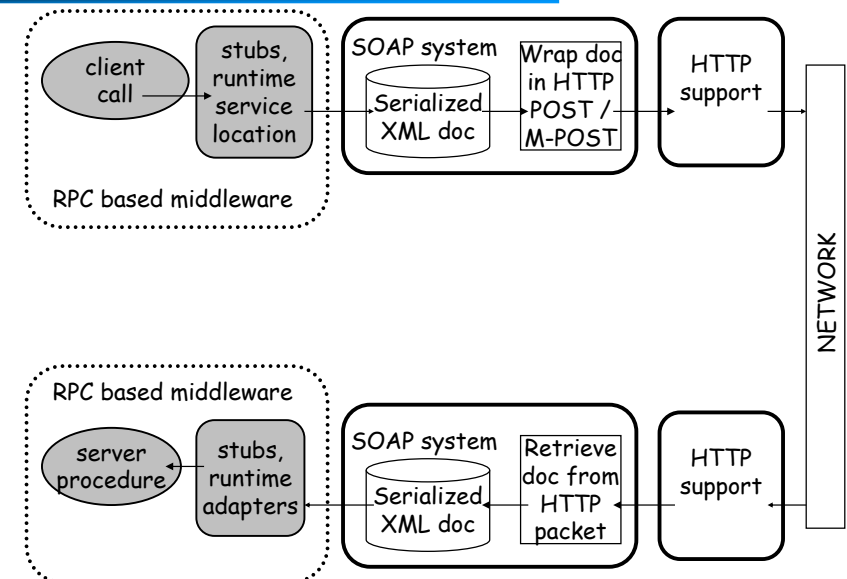 client
call
stubs,
runtime
service
location
RPC based middleware
SOAP system
Serialized
XML doc
Wrap doc
in HTTP
POST /
M-POST
HTTP
support
NETWORK
RPC based middleware
server
procedure
stubs,
runtime
adapters
SOAP system
Serialized
XML doc
Retrieve
doc from
HTTP
packet
HTTP
support